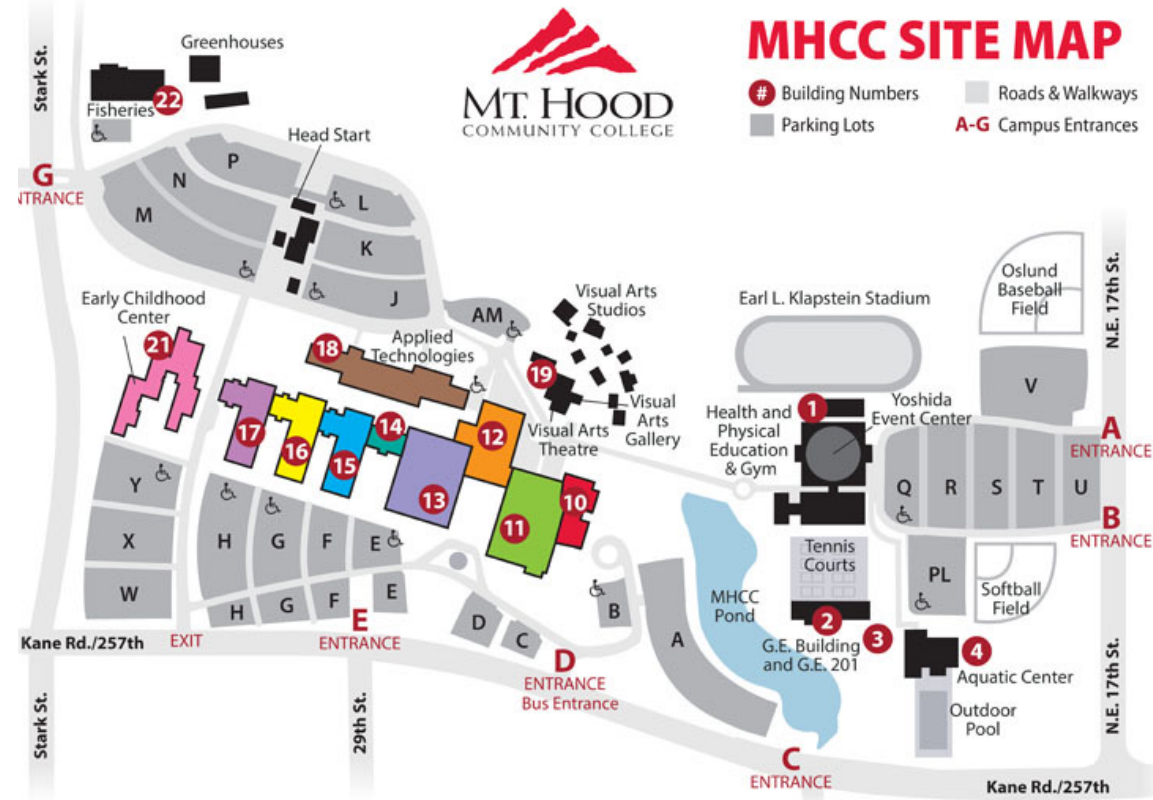 MHCC SITE MAP
# Building Numbers
Roads & Walkways
Parking Lots
A-G Campus Entrances
MT. HOOD
COMMUNITY COLLEGE
Stark St.
Greenhouses
Fisheries
22
Head Start
G
NTRANCE
P
N
M
L
K
J
AM
Early Childhood
Center
21
18
Applied
Technologies
Visual Arts
Studios
19
Visual
Arts
Gallery
Visual Arts
Theatre
Earl L. Klapstein Stadium
Oslund
Baseball
Field
N.E. 17th St.
V
1
Yoshida
Event Center
Health and
Physical
Education
& Gym
A
ENTRANCE
17
16
15
14
13
12
11
10
Q
R
S
T
U
B
ENTRANCE
Y
X
W
H
G
F
E
H
G
F
E
Tennis
Courts
PL
Softball
Field
MHCC
Pond
2
G.E. Building
and G.E. 201
3
4
Aquatic Center
Outdoor
Pool
D
C
B
A
Kane Rd./257th
EXIT
E
ENTRANCE
D
ENTRANCE
Bus Entrance
Stark St.
29th St.
N.E. 17th St.
C
ENTRANCE
Kane Rd./257th